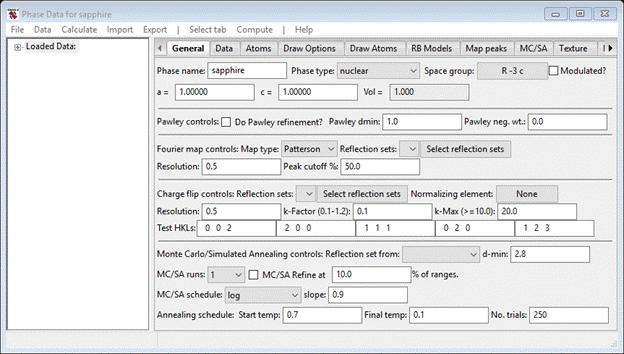 Phase Data for sapphire
File Data Calculate Import Export | Select tab Compute | Help
Loaded Data:
General Data Atoms Draw Options Draw Atoms RB Models Map peaks MC/SA Texture
Phase name: sapphire Phase type: nuclear Space group: R -3 c Modulated?
a = 1.00000 c = 1.00000 Vol = 1.000
Pawley controls: Do Pawley refinement? Pawley dmin: 1.0 Pawley neg. wt.: 0.0
Fourier map controls: Map type: Patterson Reflection sets: Select reflection sets
Resolution: 0.5 Peak cutoff %: 50.0
Charge flip controls: Reflection sets: Select reflection sets Normalizing element: None
Resolution: 0.5 k-Factor (0.1-1.2): 0.1 k-Max (>=10.0): 20.0
Test HKLs: 0 0 2 2 0 0 1 1 1 0 2 0 1 2 3
Monte Carlo/Simulated Annealing controls: Reflection set from: d-min: 2.8
MC/SA runs: 1 MC/SA Refine at 10.0 % of ranges.
MC/SA schedule: log slope: 0.9
Annealing schedule: Start temp: 0.7 Final temp: 0.1 No. trials: 250